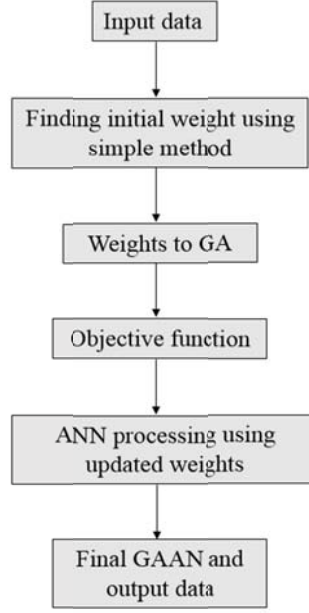 Input data
Finding initial weight using
simple method
Weights to GA
Objective function
ANN processing using
updated weights
Final GAAN and
output data